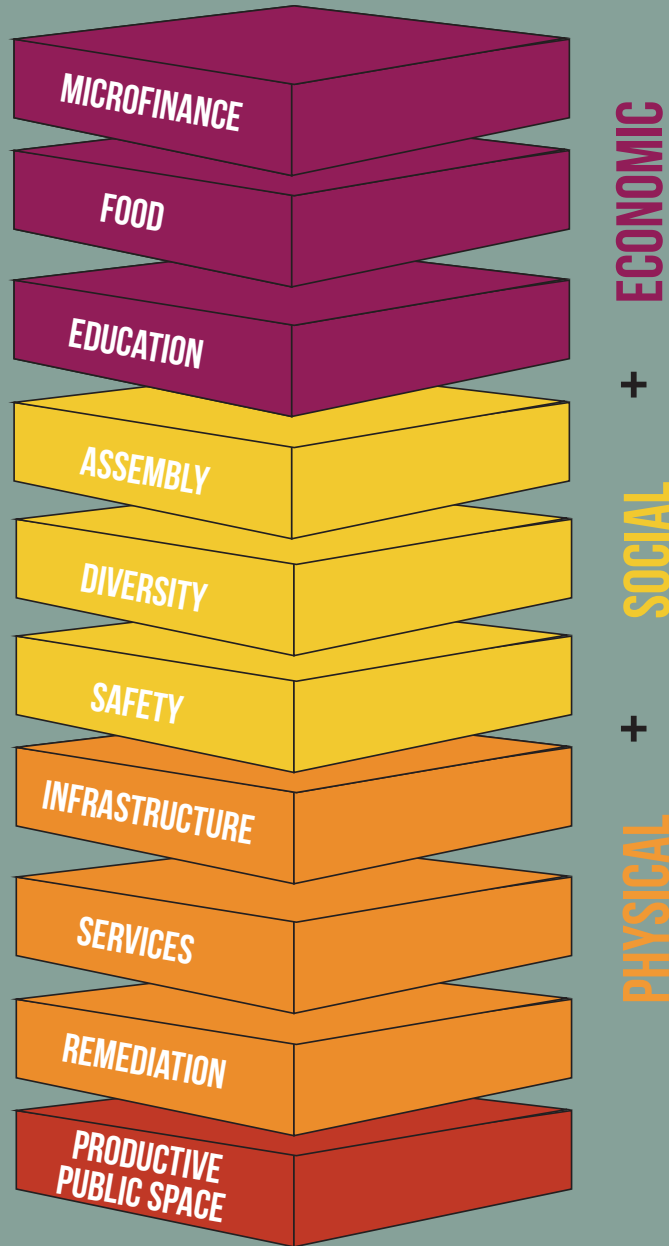 MICROFINANCE
FOOD
EDUCATION
ASSEMBLY
DIVERSITY
SAFETY
INFRASTRUCTURE
SERVICES
REMEDIATION
PRODUCTIVE
PUBLIC SPACE
ECONOMIC
+
SOCIAL
+
PHYSICAL